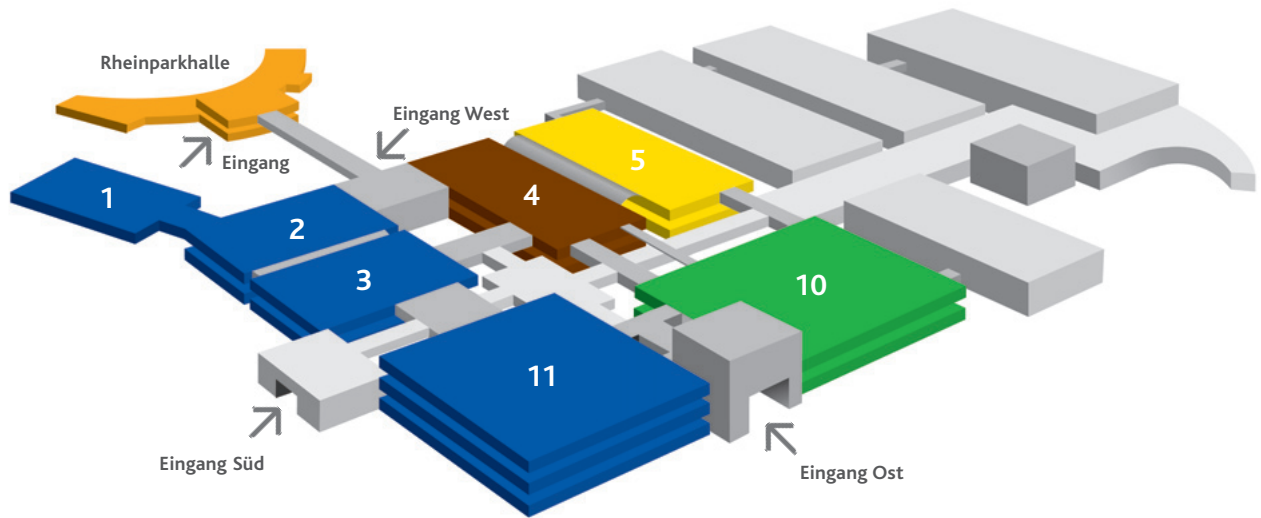 Rheinparkhalle
Eingang West
Eingang
5
1
4
2
3
10
11
Eingang Süd
Eingang Ost